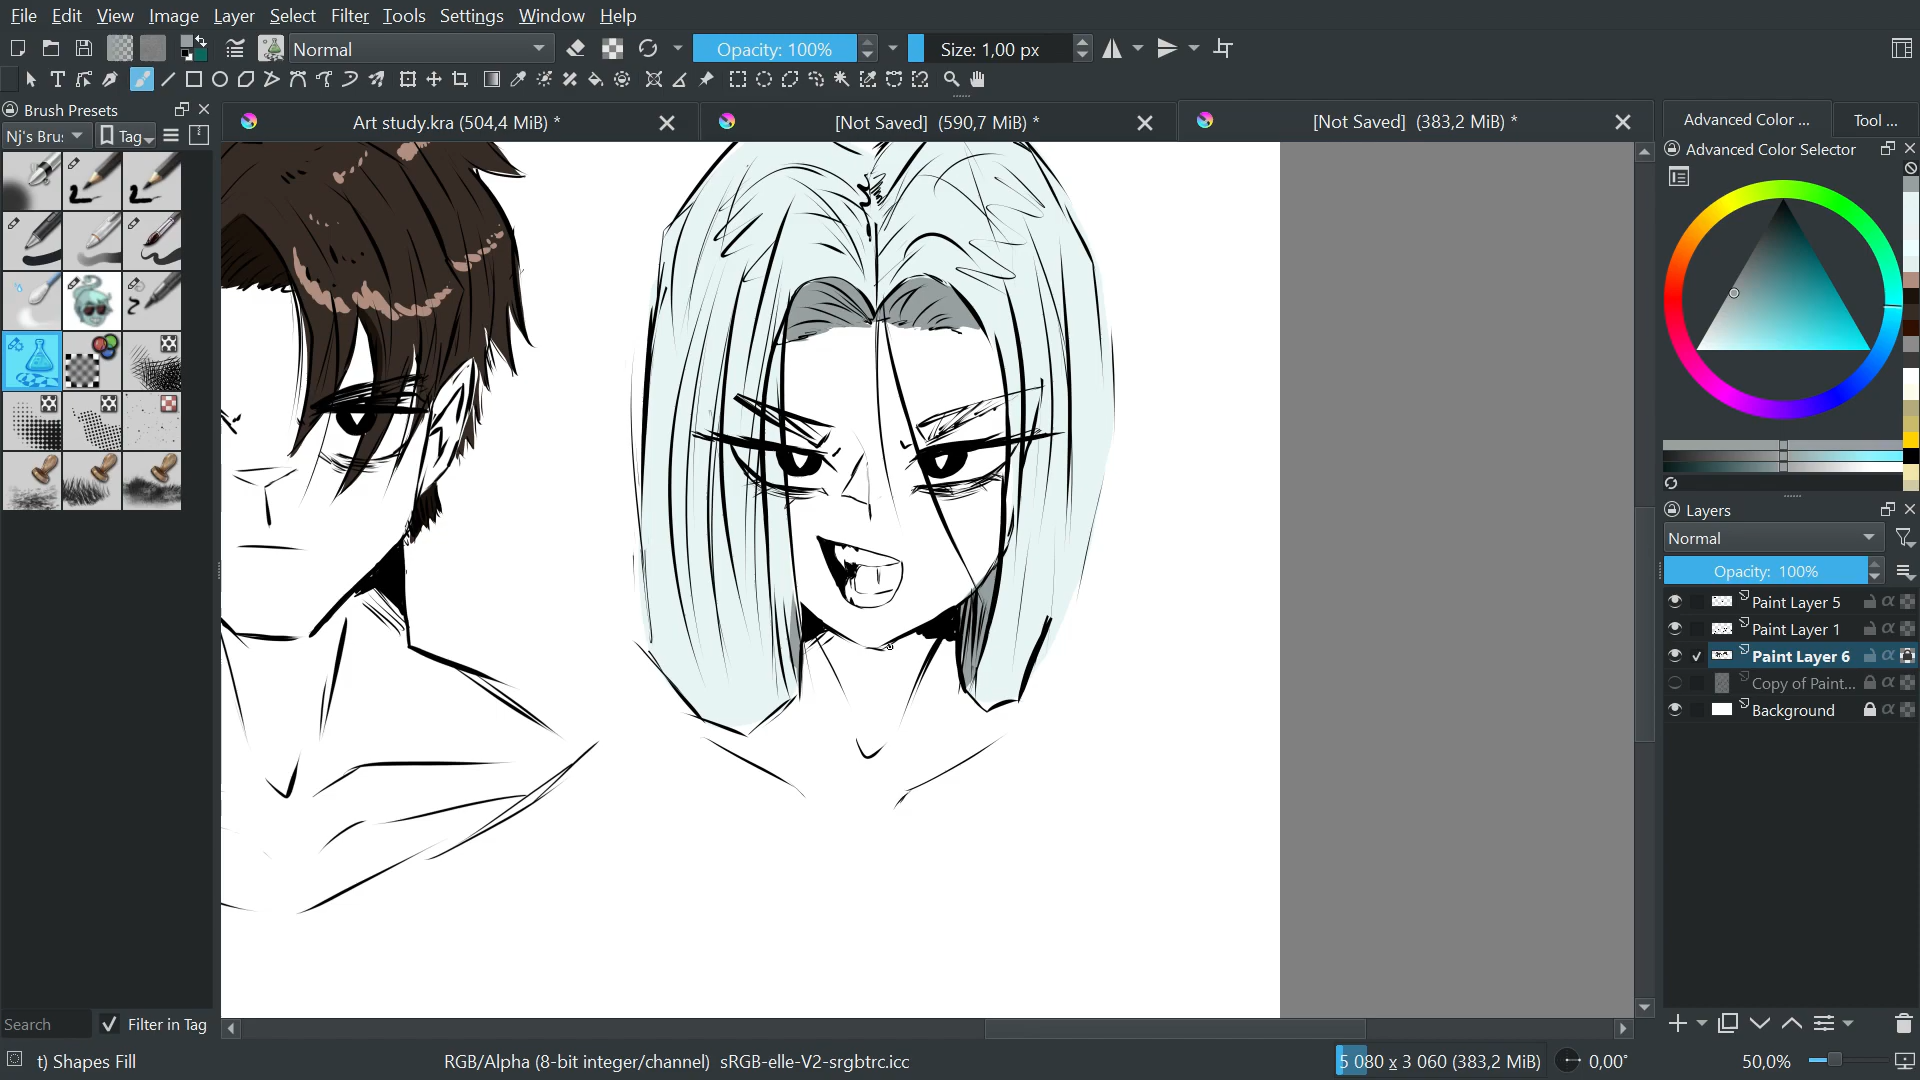 File Edit View Image Layer Select Filter Tools Settings Window Help
Normal Opacity: 100% Size: 1,00 px
Brush Presets
Nj's Brus Tag
Art study.kra (504,4 MiB) *
[Not Saved] (590,7 MiB) *
[Not Saved] (383,2 MiB) *
Advanced Color ...
Tool ...
Advanced Color Selector
Layers
Normal
Opacity: 100%
Paint Layer 5
Paint Layer 1
Paint Layer 6
Copy of Paint...
Background
Search Filter in Tag
t) Shapes Fill
RGB/Alpha (8-bit integer/channel) sRGB-elle-V2-srgbtrc.icc
5 080 x 3 060 (383,2 MiB)
0,00°
50,0%